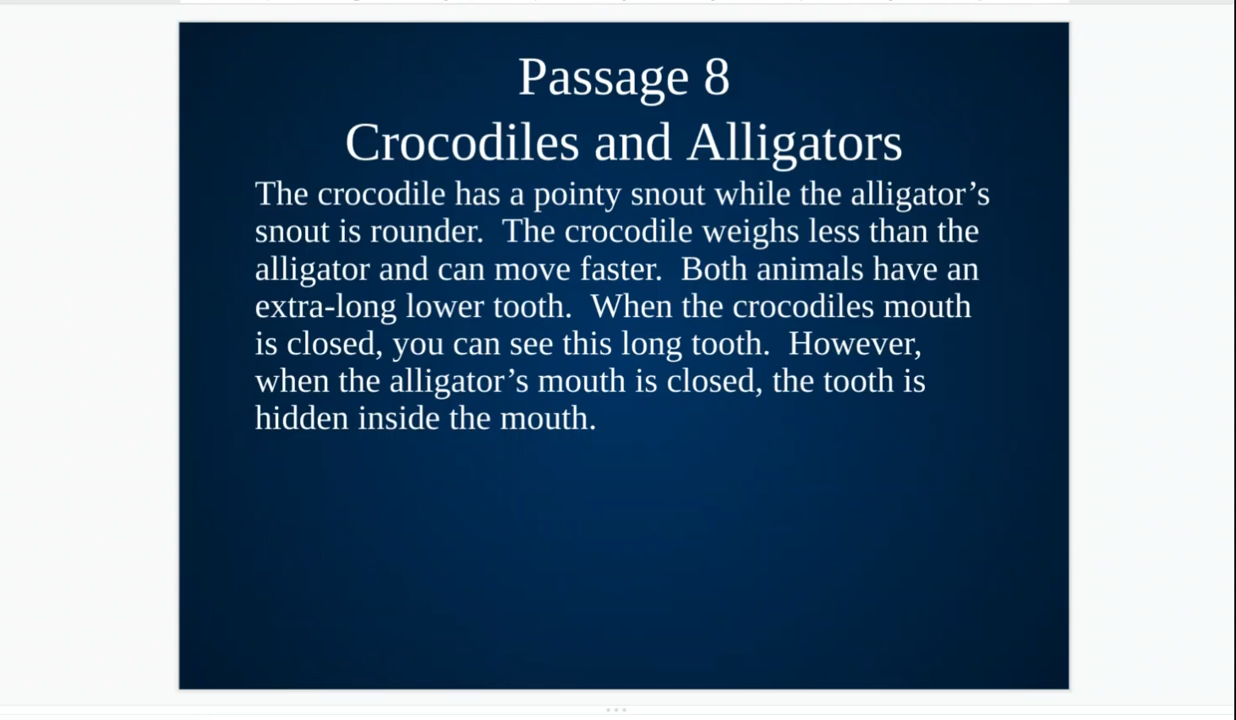 Passage 8
Crocodiles and Alligators
The crocodile has a pointy snout while the alligator’s
snout is rounder.  The crocodile weighs less than the
alligator and can move faster.  Both animals have an
extra-long lower tooth.  When the crocodiles mouth
is closed, you can see this long tooth.  However,
when the alligator’s mouth is closed, the tooth is
hidden inside the mouth.